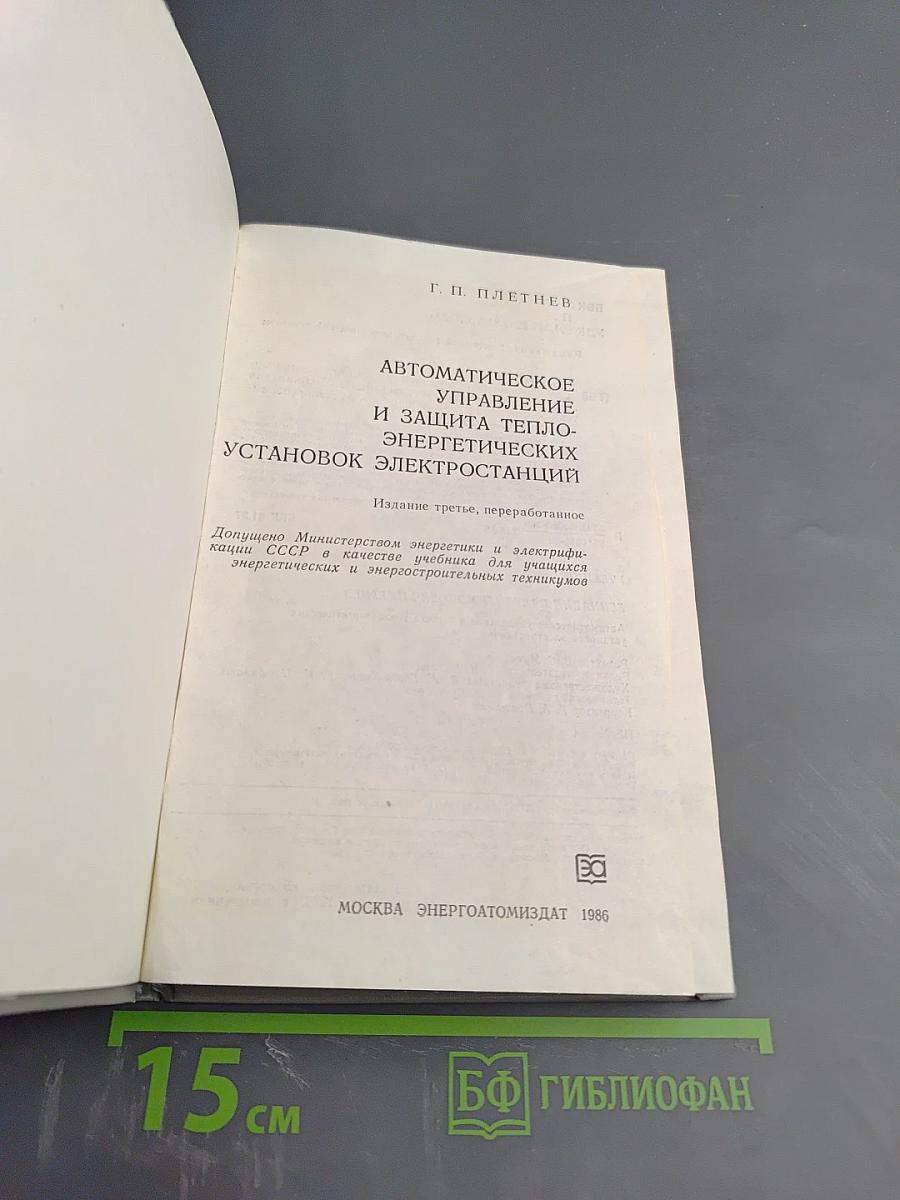 Г. П. ПЛЕТНЕВ
АВТОМАТИЧЕСКОЕ
УПРАВЛЕНИЕ
И ЗАЩИТА ТЕПЛО-
ЭНЕРГЕТИЧЕСКИХ
УСТАНОВОК ЭЛЕКТРОСТАНЦИЙ
Издание третье, переработанное
Допущено Министерством энергетики и электрифи-
кации СССР в качестве учебника для учащихся
энергетических и энергостроительных техникумов
МОСКВА ЭНЕРГОАТОМИЗДАТ 1986
15 см
БФ ГИБЛИОФАН